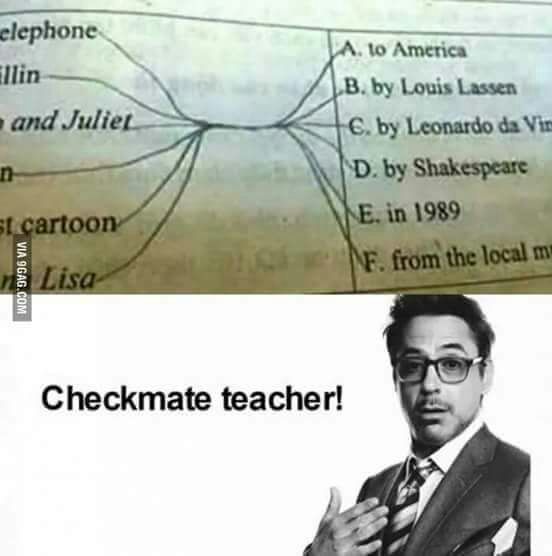 elephone
illin
and Juliet
n
st cartoon
Lisa
A. to America
B. by Louis Lassen
C. by Leonardo da Vin
D. by Shakespeare
E. in 1989
F. from the local m
VIA 9GAG.COM
Checkmate teacher!